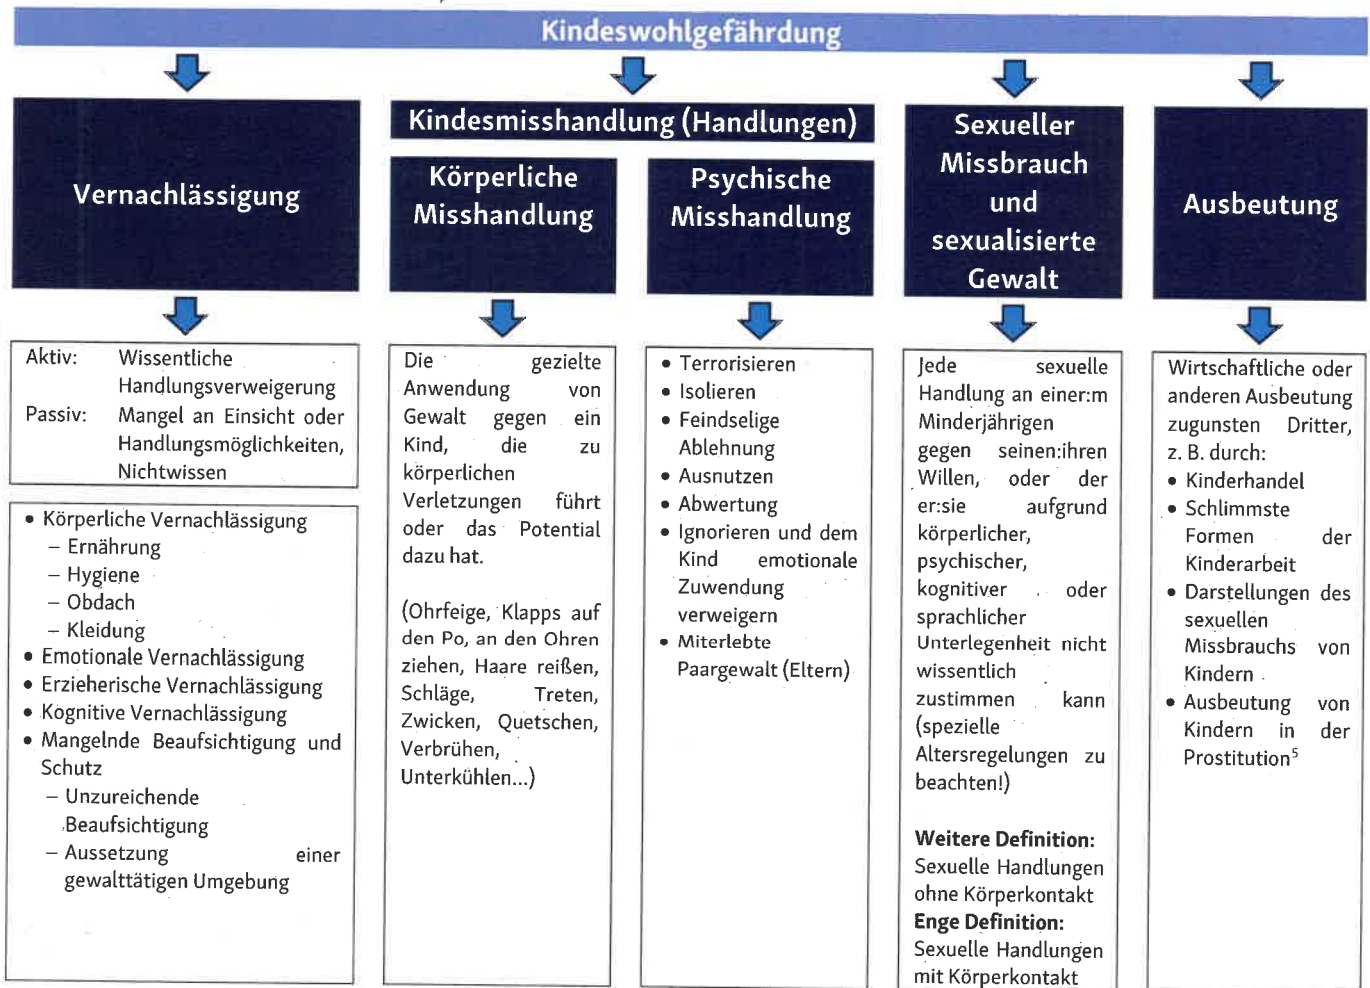 Kindeswohlgefährdung
Vernachlässigung
Aktiv: Wissentliche
Handlungsverweigerung
Passiv: Mangel an Einsicht oder
Handlungsmöglichkeiten,
Nichtwissen
• Körperliche Vernachlässigung
– Ernährung
– Hygiene
– Obdach
– Kleidung
• Emotionale Vernachlässigung
• Erzieherische Vernachlässigung
• Kognitive Vernachlässigung
• Mangelnde Beaufsichtigung und
Schutz
– Unzureichende
Beaufsichtigung
– Aussetzung einer
gewalttätigen Umgebung
Kindesmisshandlung (Handlungen)
Körperliche
Misshandlung
Die gezielte
Anwendung von
Gewalt gegen ein
Kind, die zu
körperlichen
Verletzungen führt
oder das Potential
dazu hat.
(Ohrfeige, Klapps auf
den Po, an den Ohren
ziehen, Haare reißen,
Schläge, Treten,
Zwicken, Quetschen,
Verbrühen,
Unterkühlen...)
Psychische
Misshandlung
• Terrorisieren
• Isolieren
• Feindselige
Ablehnung
• Ausnutzen
• Abwertung
• Ignorieren und dem
Kind emotionale
Zuwendung
verweigern
• Miterlebte
Paargewalt (Eltern)
Sexueller
Missbrauch
und
sexualisierte
Gewalt
Jede sexuelle
Handlung an einer:m
Minderjährigen
gegen seinen:ihren
Willen, oder der
er:sie aufgrund
körperlicher,
psychischer,
kognitiver oder
sprachlicher
Unterlegenheit nicht
wissentlich
zustimmen kann
(spezielle
Altersregelungen zu
beachten!)
Weitere Definition:
Sexuelle Handlungen
ohne Körperkontakt
Enge Definition:
Sexuelle Handlungen
mit Körperkontakt
Ausbeutung
Wirtschaftliche oder
anderen Ausbeutung
zugunsten Dritter,
z. B. durch:
• Kinderhandel
• Schlimmste
Formen der
Kinderarbeit
• Darstellungen des
sexuellen
Missbrauchs von
Kindern
• Ausbeutung von
Kindern in der
Prostitution⁵